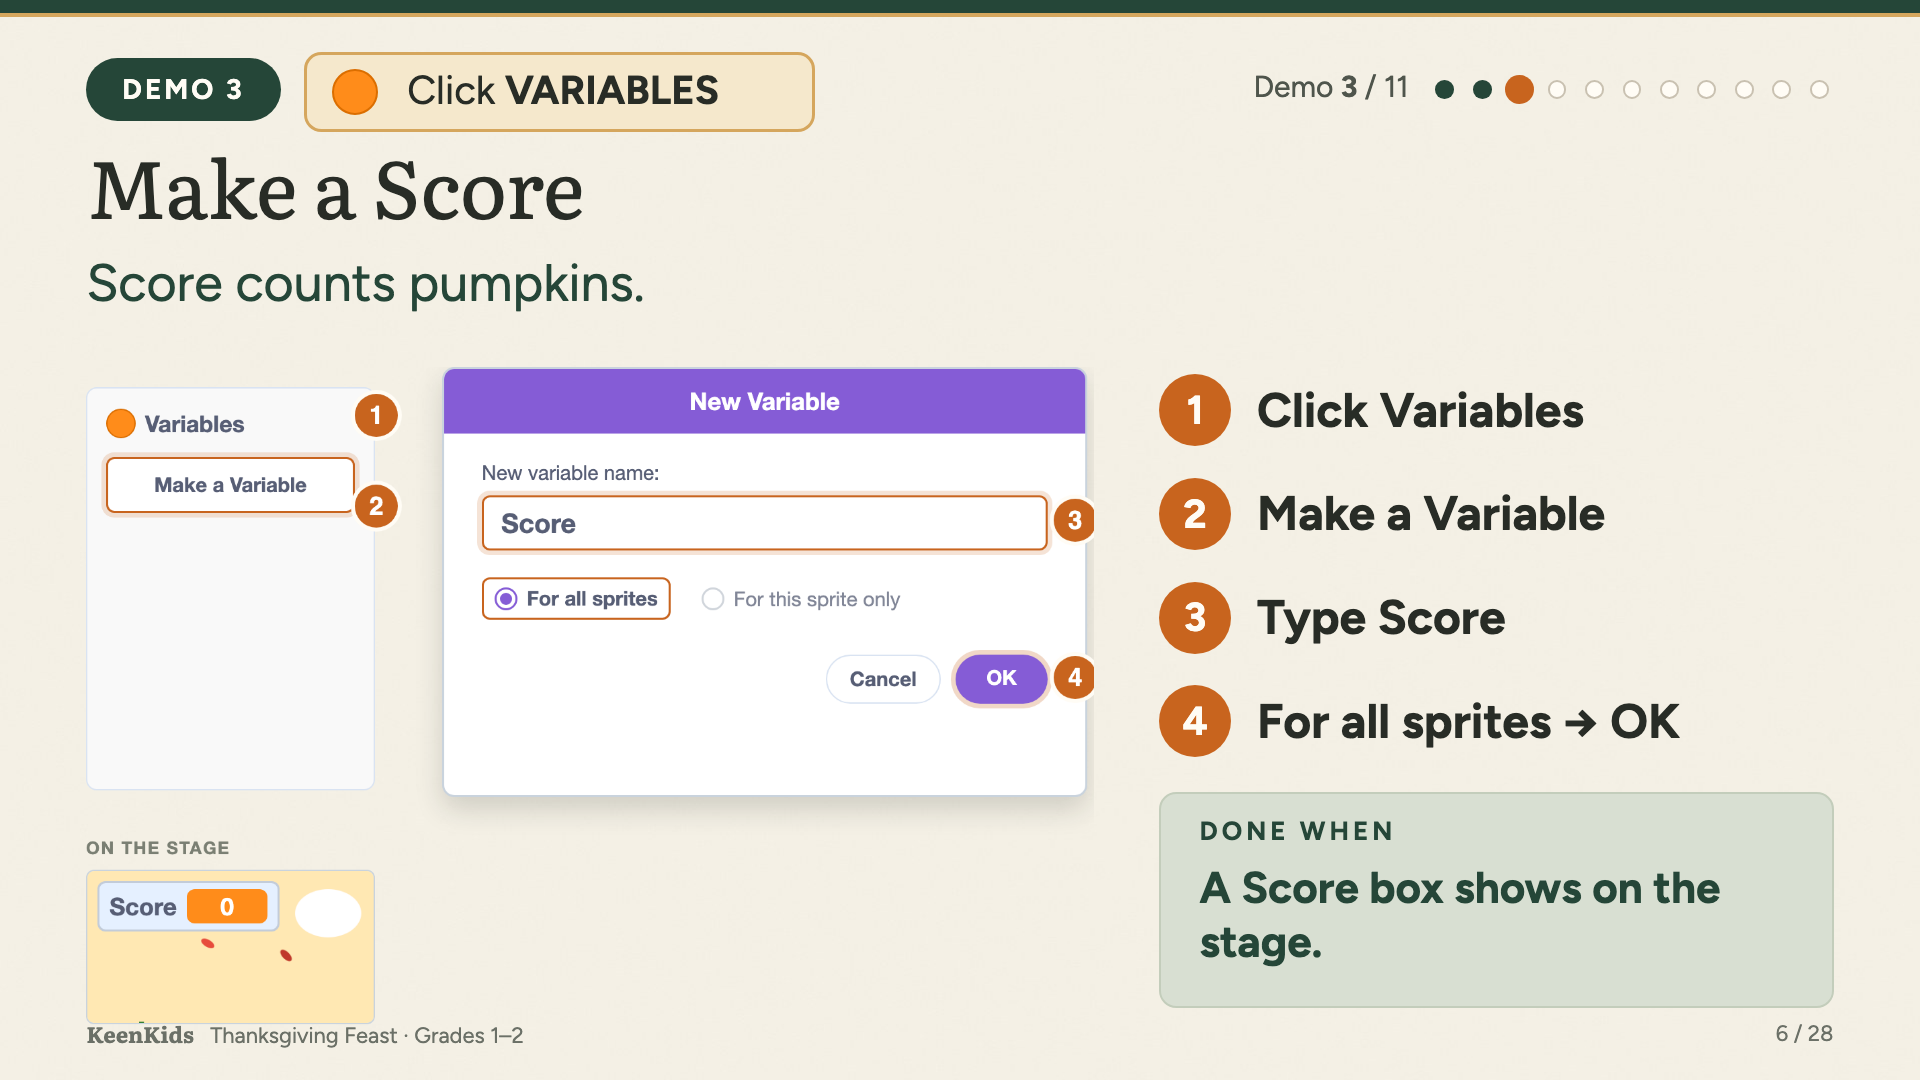 DEMO 3
Click VARIABLES
Demo 3 / 11
Make a Score
Score counts pumpkins.
Variables
1
Make a Variable
2
New Variable
New variable name:
Score
3
For all sprites
For this sprite only
Cancel
OK
4
ON THE STAGE
Score 0
1 Click Variables
2 Make a Variable
3 Type Score
4 For all sprites → OK
DONE WHEN
A Score box shows on the
stage.
KeenKids Thanksgiving Feast · Grades 1–2
6 / 28